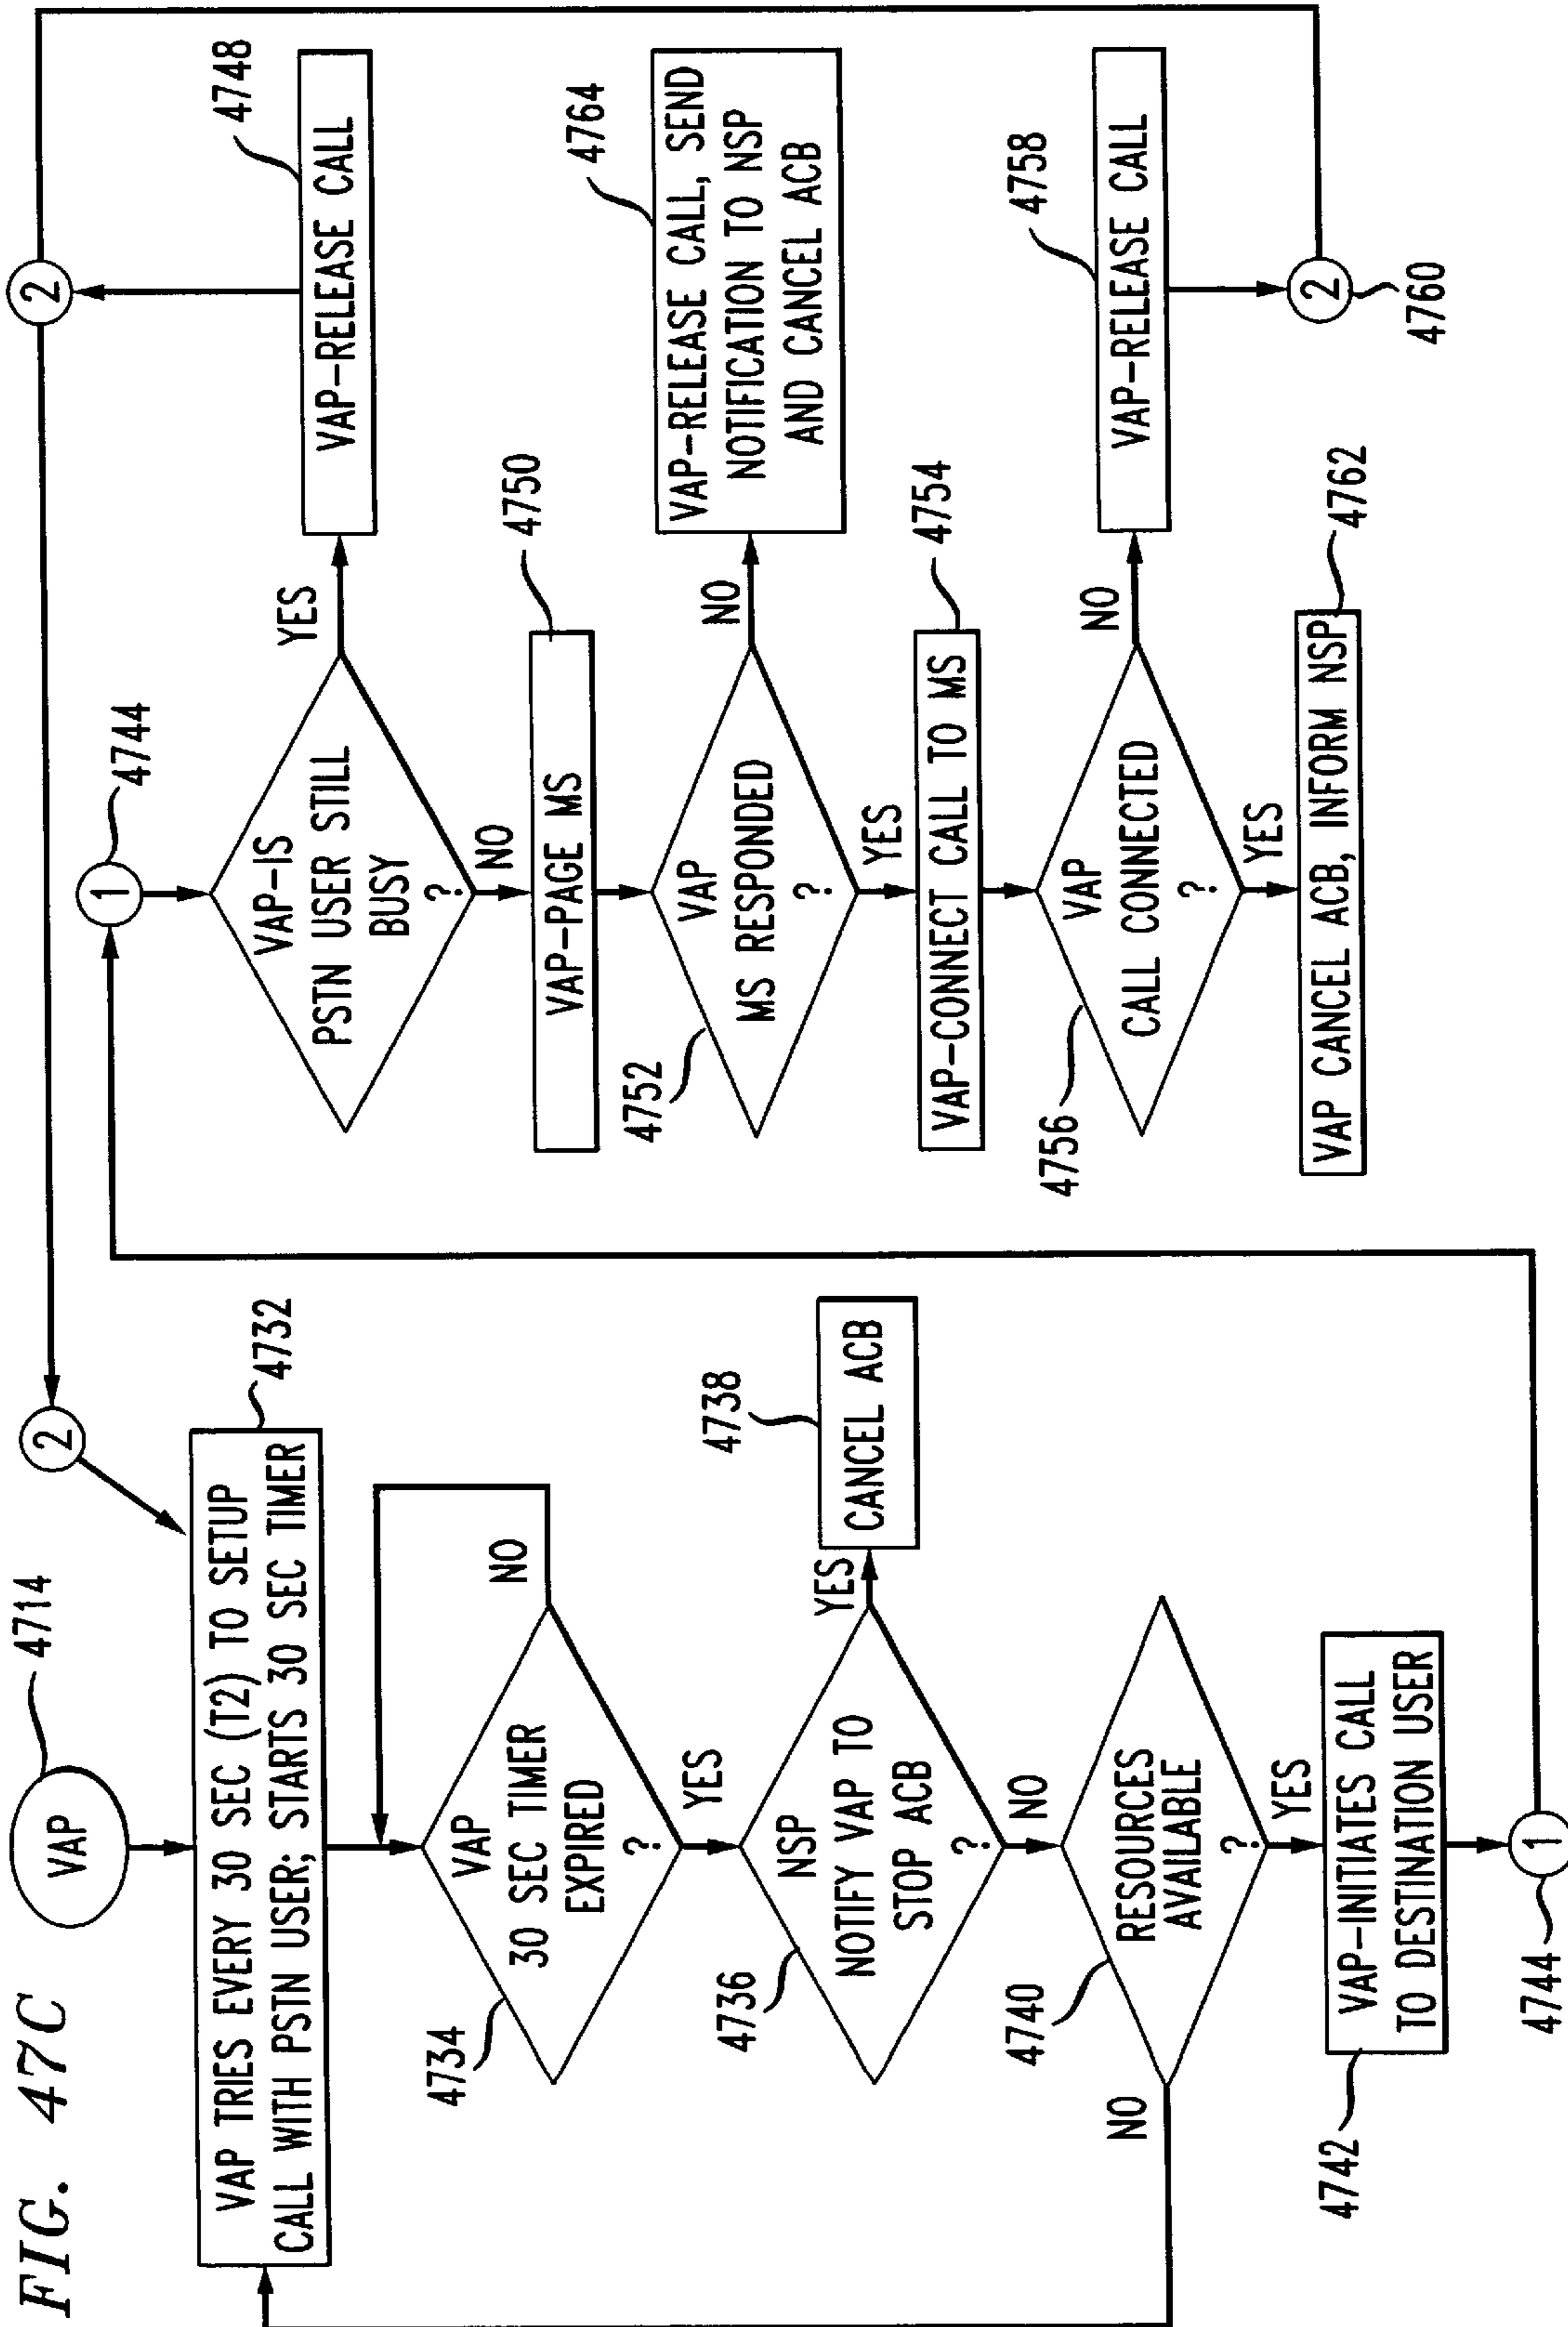 FIG. 47C
VAP
4714
2
VAP TRIES EVERY 30 SEC (T2) TO SETUP
CALL WITH PSTN USER; STARTS 30 SEC TIMER
4732
VAP
30 SEC TIMER
EXPIRED
?
4734
NO
YES
NSP
NOTIFY VAP TO
STOP ACB
?
4736
YES
CANCEL ACB
4738
NO
RESOURCES
AVAILABLE
?
4740
NO
YES
VAP-INITIATES CALL
TO DESTINATION USER
4742
1
4744
1
4744
VAP-IS
PSTN USER STILL
BUSY
?
YES
VAP-RELEASE CALL
4748
2
NO
VAP-PAGE MS
4750
VAP
MS RESPONDED
?
4752
NO
VAP-RELEASE CALL, SEND
NOTIFICATION TO NSP
AND CANCEL ACB
4764
YES
VAP-CONNECT CALL TO MS
4754
VAP
CALL CONNECTED
?
4756
NO
VAP-RELEASE CALL
4758
2
4760
YES
VAP CANCEL ACB, INFORM NSP
4762